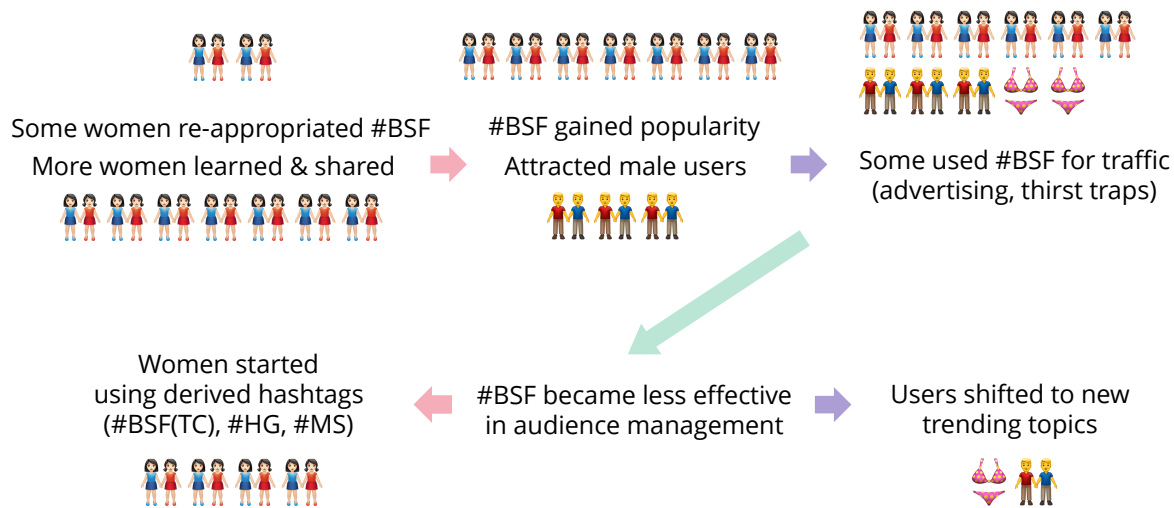 Some women re-appropriated #BSF
More women learned & shared
#BSF gained popularity
Attracted male users
Some used #BSF for traffic
(advertising, thirst traps)
Women started
using derived hashtags
(#BSF(TC), #HG, #MS)
#BSF became less effective
in audience management
Users shifted to new
trending topics